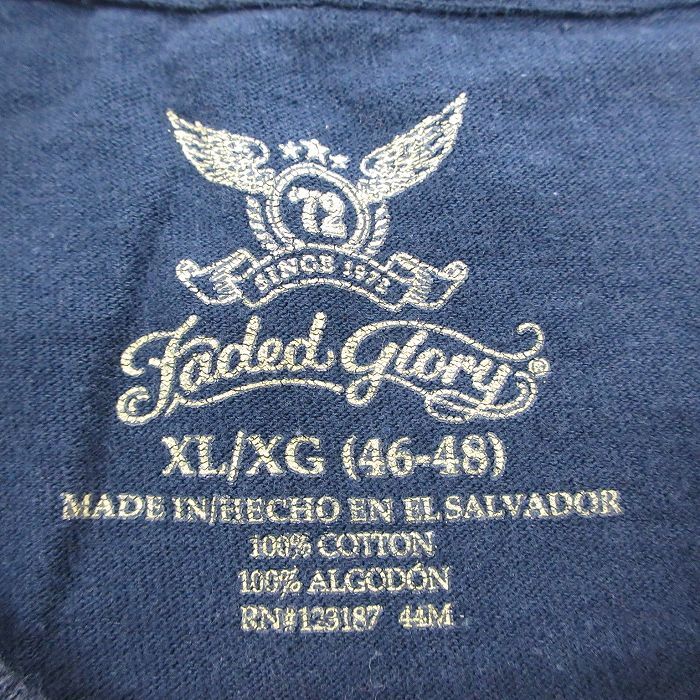 '72
SINCE 1972
Faded Glory®
XL/XG (46-48)
MADE IN/HECHO EN EL SALVADOR
100% COTTON
100% ALGODÓN
RN#123187 44M